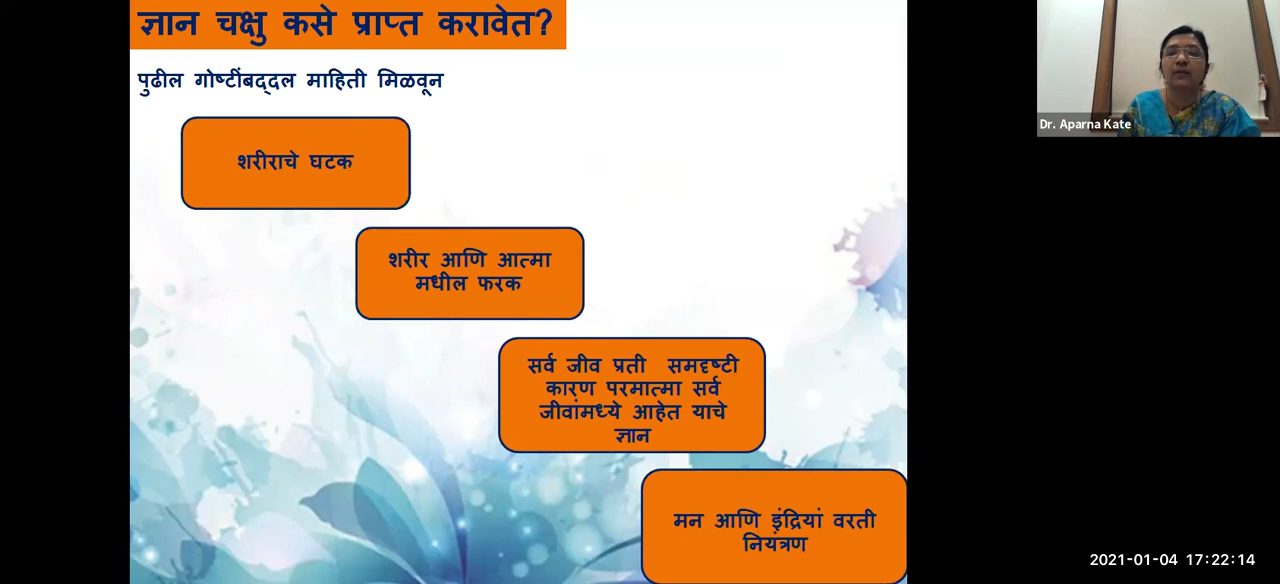 ज्ञान चक्षु कसे प्राप्त करावेत?
पुढील गोष्टींबद्दल माहिती मिळवून
शरीराचे घटक
शरीर आणि आत्मा
मधील फरक
सर्व जीव प्रती समदृष्टी
कारण परमात्मा सर्व
जीवांमध्ये आहेत याचे
ज्ञान
मन आणि इंद्रियां वरती
नियंत्रण
Dr. Aparna Kate
2021-01-04 17:22:14